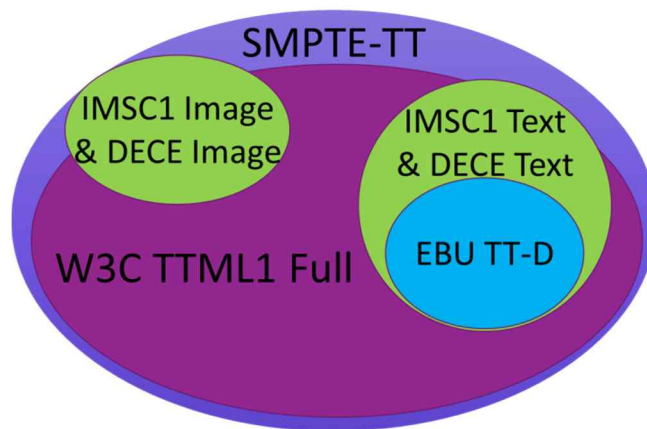 SMPTE-TT
IMSC1 Image
& DECE Image
IMSC1 Text
& DECE Text
EBU TT-D
W3C TTML1 Full